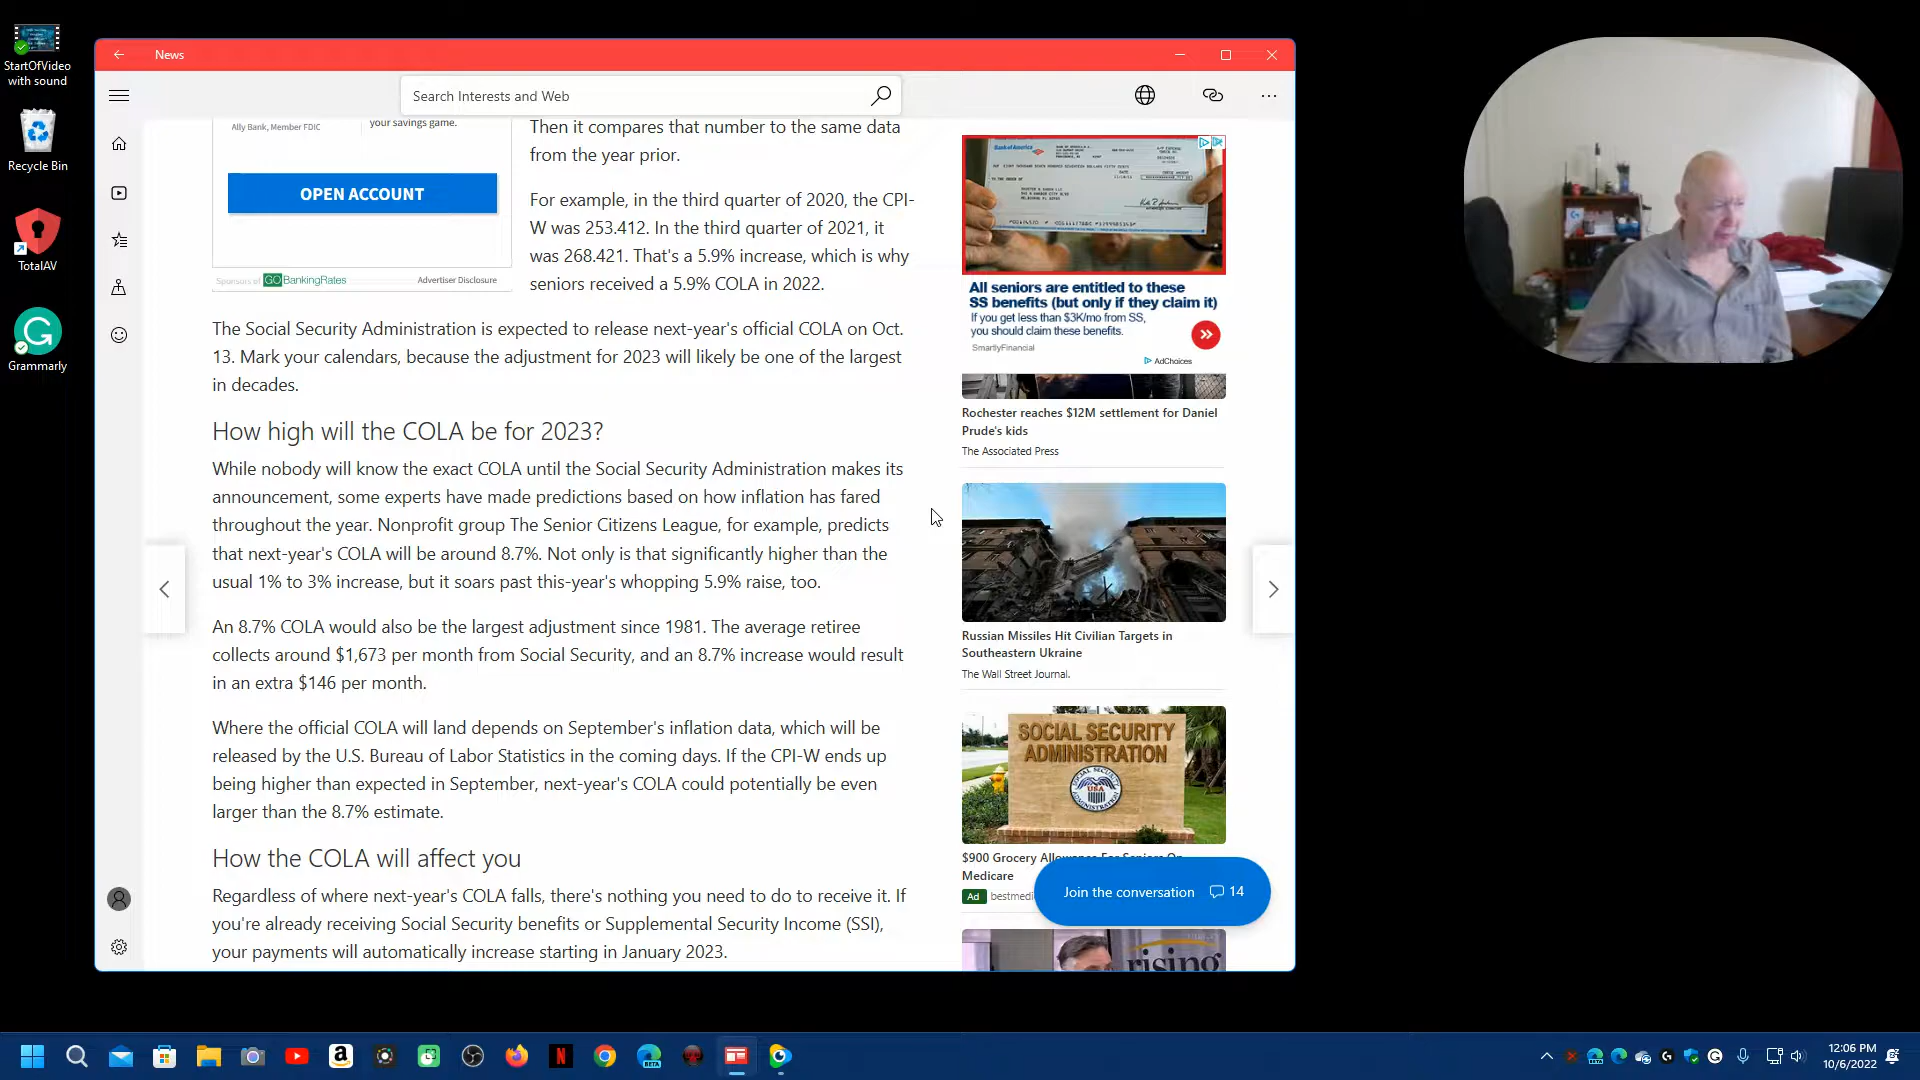 StartOfVideo
with sound
Recycle Bin
TotalAV
Grammarly
News
Search Interests and Web
Ally Bank, Member FDIC
your savings game.
OPEN ACCOUNT
Sponsors of GOBankingRates
Advertiser Disclosure
Then it compares that number to the same data
from the year prior.
For example, in the third quarter of 2020, the CPI-
W was 253.412. In the third quarter of 2021, it
was 268.421. That's a 5.9% increase, which is why
seniors received a 5.9% COLA in 2022.
The Social Security Administration is expected to release next-year's official COLA on Oct.
13. Mark your calendars, because the adjustment for 2023 will likely be one of the largest
in decades.
How high will the COLA be for 2023?
While nobody will know the exact COLA until the Social Security Administration makes its
announcement, some experts have made predictions based on how inflation has fared
throughout the year. Nonprofit group The Senior Citizens League, for example, predicts
that next-year's COLA will be around 8.7%. Not only is that significantly higher than the
usual 1% to 3% increase, but it soars past this-year's whopping 5.9% raise, too.
An 8.7% COLA would also be the largest adjustment since 1981. The average retiree
collects around $1,673 per month from Social Security, and an 8.7% increase would result
in an extra $146 per month.
Where the official COLA will land depends on September's inflation data, which will be
released by the U.S. Bureau of Labor Statistics in the coming days. If the CPI-W ends up
being higher than expected in September, next-year's COLA could potentially be even
larger than the 8.7% estimate.
How the COLA will affect you
Regardless of where next-year's COLA falls, there's nothing you need to do to receive it. If
you're already receiving Social Security benefits or Supplemental Security Income (SSI),
your payments will automatically increase starting in January 2023.
Bank of America
All seniors are entitled to these
SS benefits (but only if they claim it)
If you get less than $3K/mo from SS,
you should claim these benefits.
SmartlyFinancial
AdChoices
Rochester reaches $12M settlement for Daniel
Prude's kids
The Associated Press
Russian Missiles Hit Civilian Targets in
Southeastern Ukraine
The Wall Street Journal.
SOCIAL SECURITY
ADMINISTRATION
USA
$900 Grocery Allowance For Seniors On
Medicare
Ad bestmedi
Join the conversation 14
rising
12:06 PM
10/6/2022